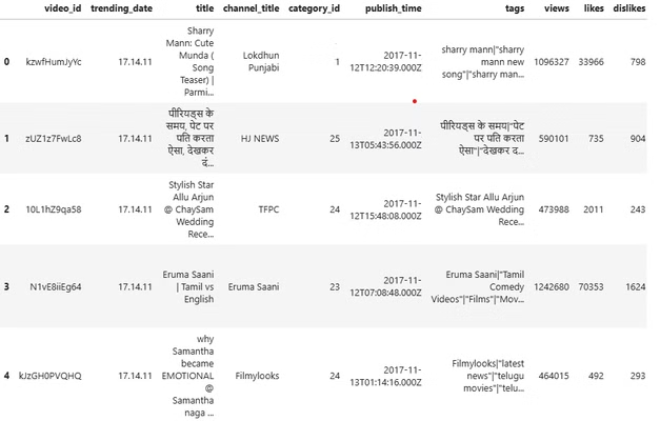 video_id trending_date title channel_title category_id publish_time tags views likes dislikes
0
kzwfHumJyYc
17.14.11
Sharry
Mann: Cute
Munda (
Song
Teaser) |
Parmi...
Lokdhun
Punjabi
1
2017-11-
12T12:20:39.000Z
sharry mann|"sharry
mann new
song"|"sharry man...
1096327
33966
798
1
zUZ1z7FwLc8
17.14.11
पीरियड्स के
समय, पेट पर
पति करता
ऐसा, देखकर
दं...
HJ NEWS
25
2017-11-
13T05:43:56.000Z
पीरियड्स के समय|"पेट
पर पति करता
ऐसा"|"देखकर द...
590101
735
904
2
10L1hZ9qa58
17.14.11
Stylish Star
Allu Arjun
@ ChaySam
Wedding
Rece...
TFPC
24
2017-11-
12T15:48:08.000Z
Stylish Star Allu Arjun
@ ChaySam Wedding
Rece...
473988
2011
243
3
N1vE8iiEg64
17.14.11
Eruma Saani
| Tamil vs
English
Eruma Saani
23
2017-11-
12T07:08:48.000Z
Eruma Saani|"Tamil
Comedy
Videos"|"Films"|"Mov...
1242680
70353
1624
4
kJzGH0PVQHQ
17.14.11
why
Samantha
became
EMOTIONAL
@
Samantha
naga ...
Filmylooks
24
2017-11-
13T01:14:16.000Z
Filmylooks|"latest
news"|"telugu
movies"|"telu...
464015
492
293